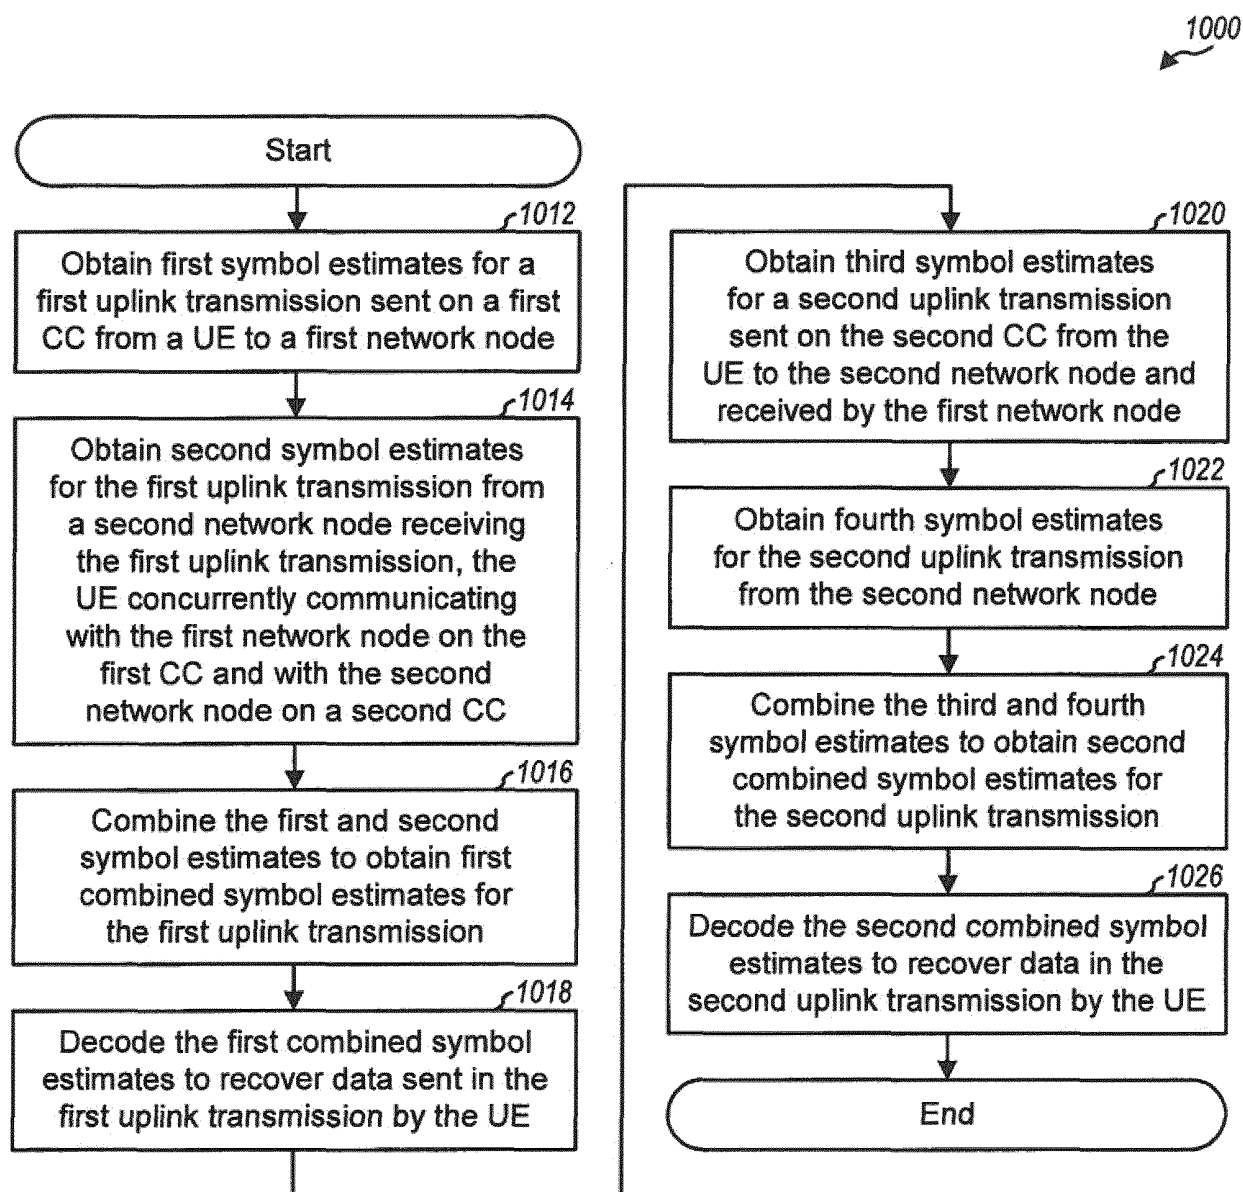 1000
Start
1012
Obtain first symbol estimates for a
first uplink transmission sent on a first
CC from a UE to a first network node
1014
Obtain second symbol estimates
for the first uplink transmission from
a second network node receiving
the first uplink transmission, the
UE concurrently communicating
with the first network node on the
first CC and with the second
network node on a second CC
1016
Combine the first and second
symbol estimates to obtain first
combined symbol estimates for
the first uplink transmission
1018
Decode the first combined symbol
estimates to recover data sent in the
first uplink transmission by the UE
1020
Obtain third symbol estimates
for a second uplink transmission
sent on the second CC from the
UE to the second network node and
received by the first network node
1022
Obtain fourth symbol estimates
for the second uplink transmission
from the second network node
1024
Combine the third and fourth
symbol estimates to obtain second
combined symbol estimates for
the second uplink transmission
1026
Decode the second combined symbol
estimates to recover data in the
second uplink transmission by the UE
End